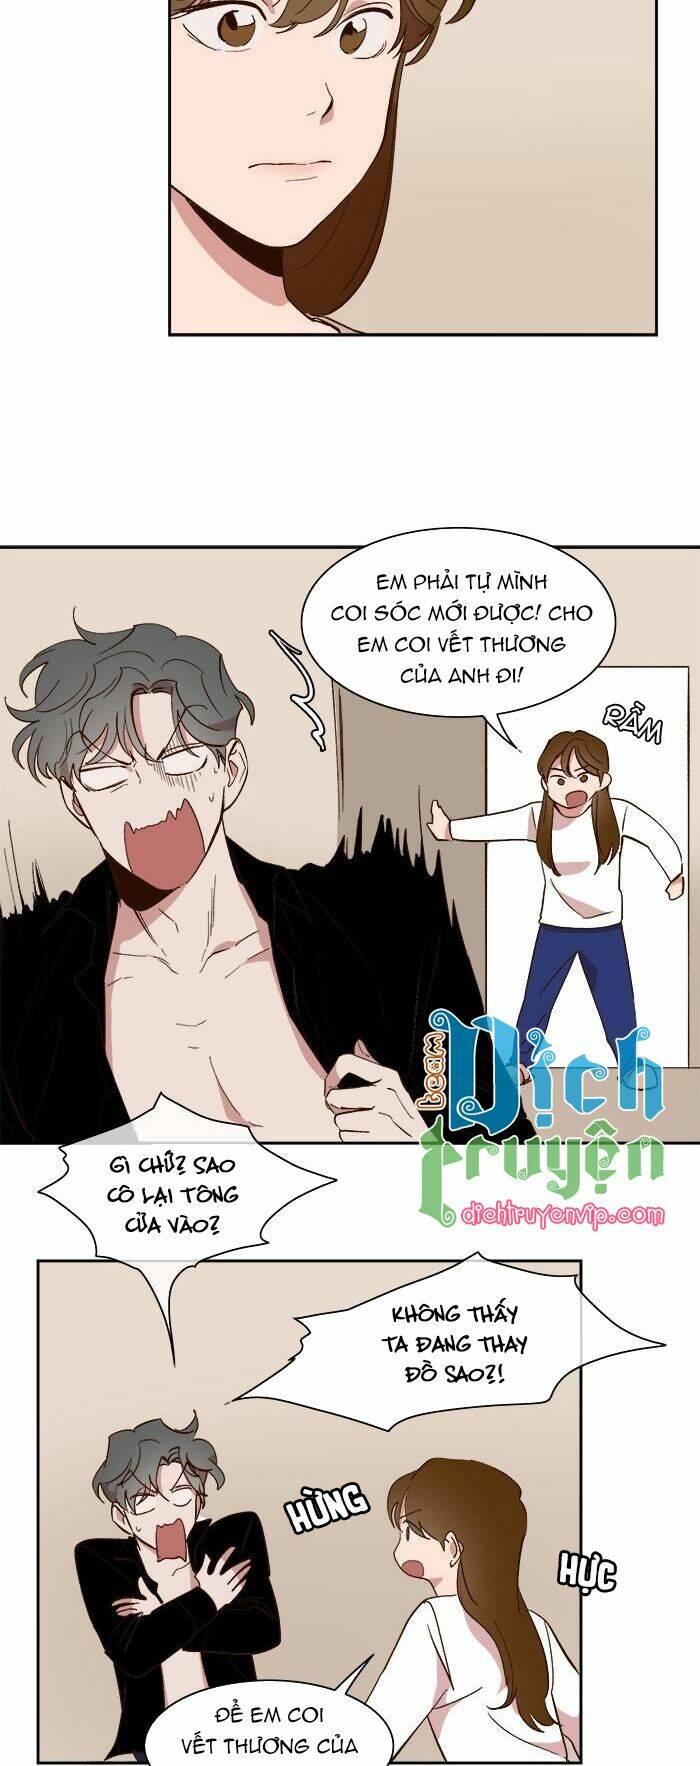 EM PHẢI TỰ MÌNH
COI SÓC MỚI ĐƯỢC! CHO
EM COI VẾT THƯƠNG
CỦA ANH ĐI!
RẦM
team
Dịch
truyện
dichtruyenvip.com
GÌ CHỨ? SAO
CÔ LẠI TÔNG
CỬA VÀO?
KHÔNG THẤY
TA ĐANG THAY
ĐỒ SAO?!
HỪNG
HỰC
ĐỂ EM COI
VẾT THƯƠNG CỦA